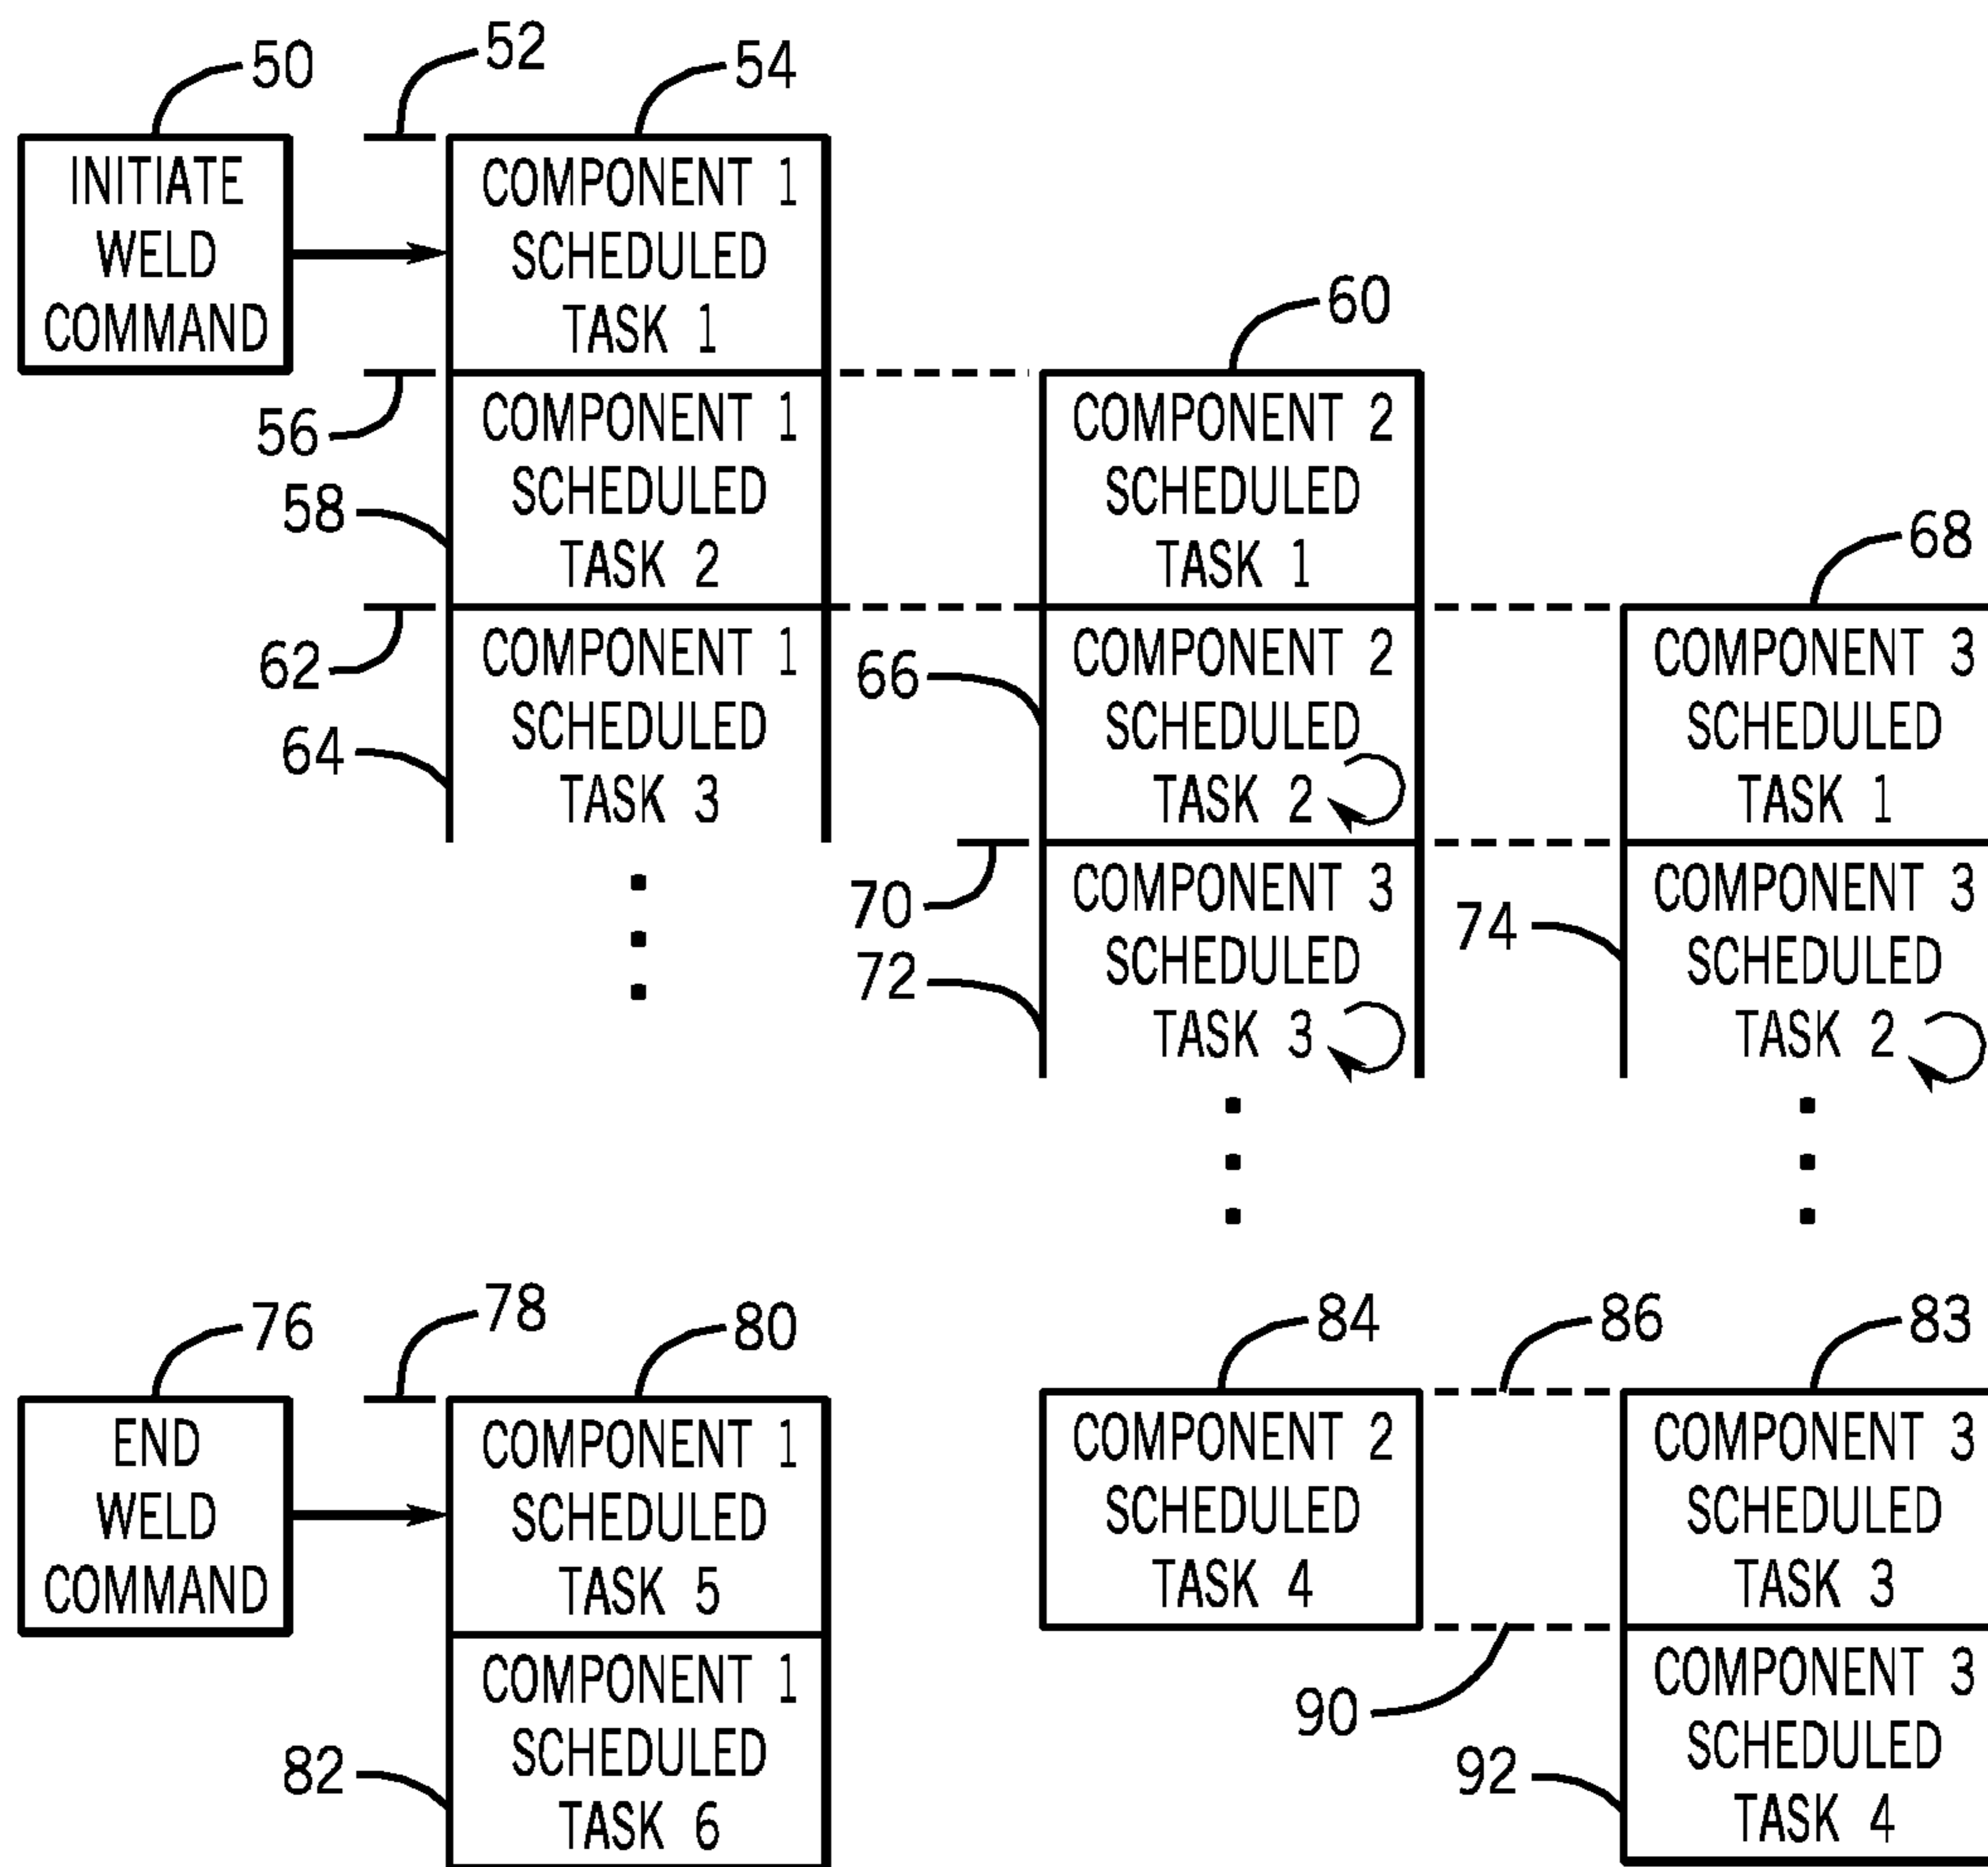 50
52
54
INITIATE
WELD
COMMAND
COMPONENT 1
SCHEDULED
TASK 1
60
56
58
COMPONENT 1
SCHEDULED
TASK 2
COMPONENT 2
SCHEDULED
TASK 1
68
62
64
COMPONENT 1
SCHEDULED
TASK 3
66
COMPONENT 2
SCHEDULED
TASK 2
COMPONENT 3
SCHEDULED
TASK 1
70
72
COMPONENT 3
SCHEDULED
TASK 3
74
COMPONENT 3
SCHEDULED
TASK 2
76
78
80
84
86
83
END
WELD
COMMAND
COMPONENT 1
SCHEDULED
TASK 5
COMPONENT 2
SCHEDULED
TASK 4
COMPONENT 3
SCHEDULED
TASK 3
82
COMPONENT 1
SCHEDULED
TASK 6
90
92
COMPONENT 3
SCHEDULED
TASK 4